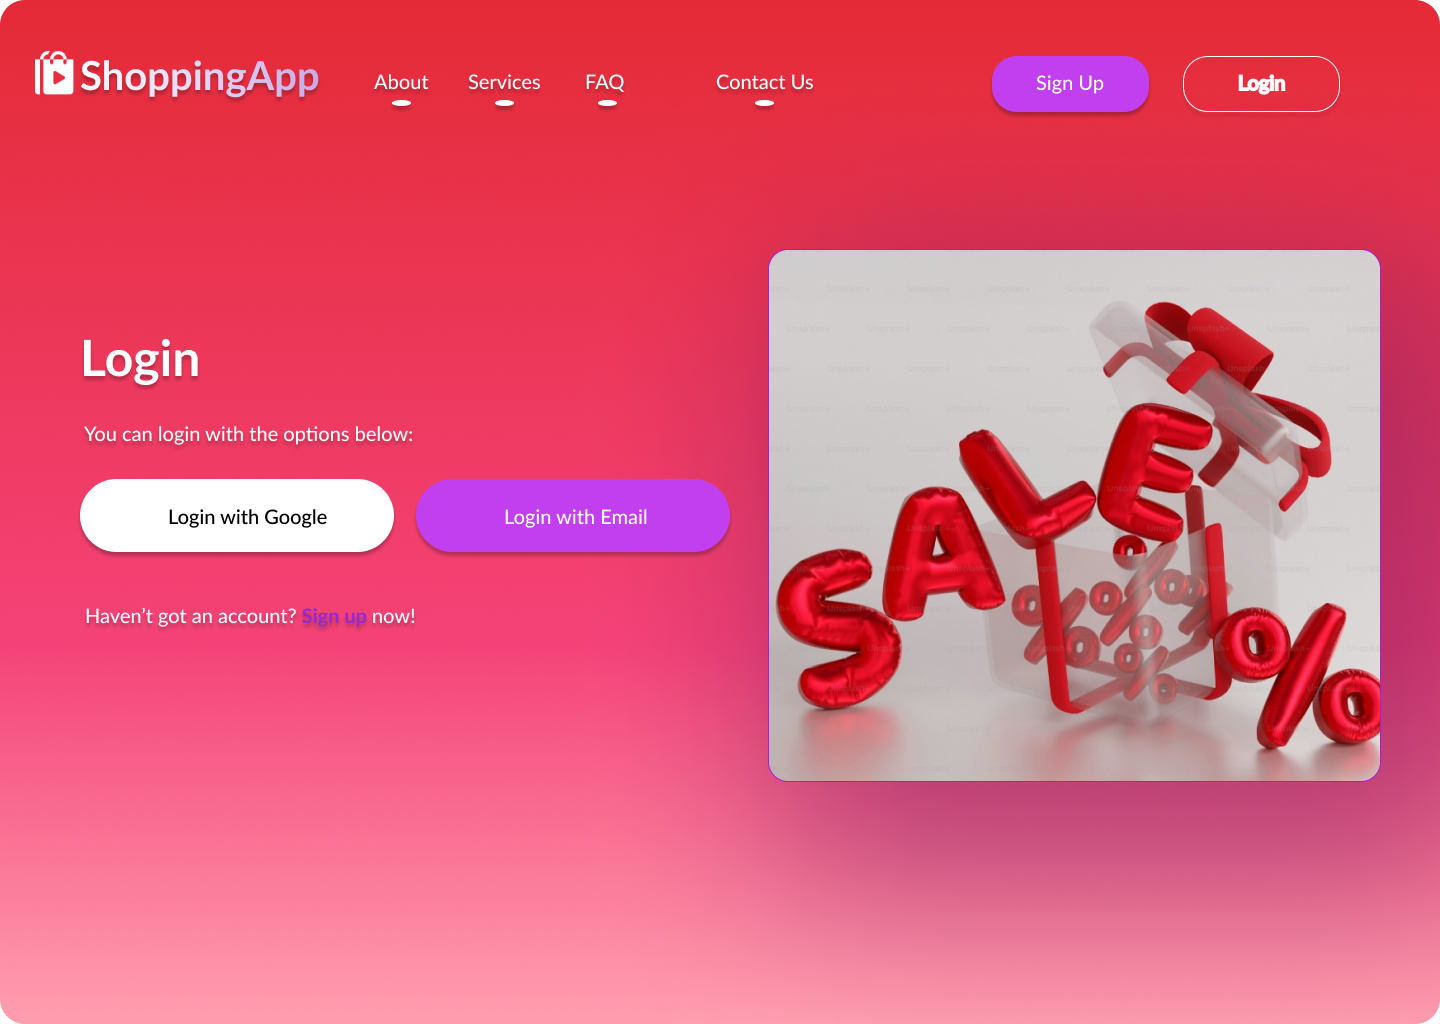 ShoppingApp
About
Services
FAQ
Contact Us
Sign Up
Login
Login
You can login with the options below:
Login with Google
Login with Email
Haven't got an account? Sign up now!
SALE!
%
Unsplash+